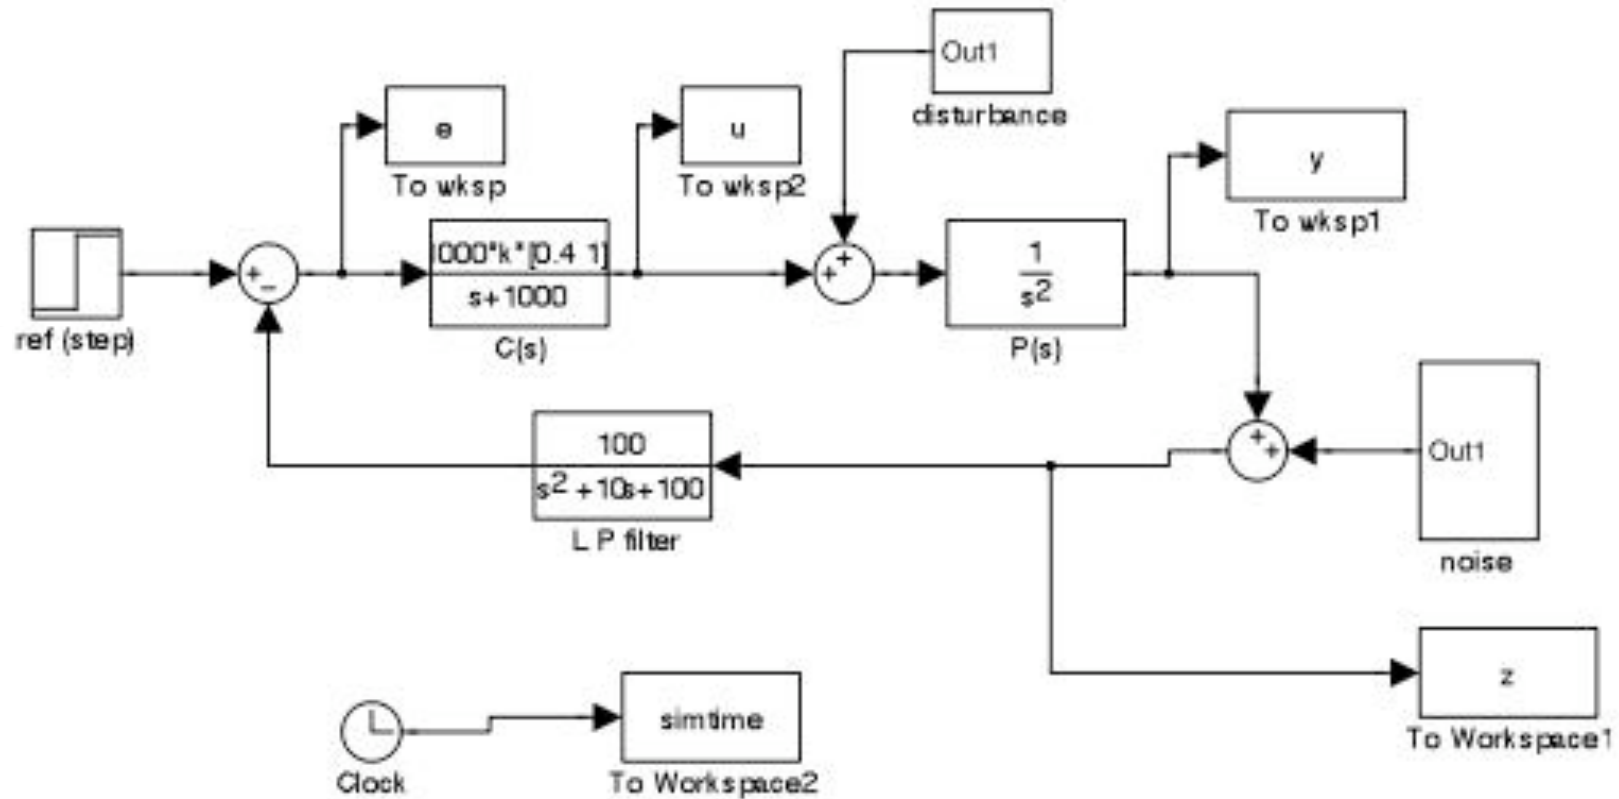 Out1
disturbance
e
To wksp
u
To wksp2
y
To wksp1
ref (step)
+
−
1000*k*[0.4 1]
s+1000
C(s)
+
+
1
s²
P(s)
100
s² +10s+100
L P filter
+
+
Out1
noise
z
To Workspace1
Clock
simtime
To Workspace2